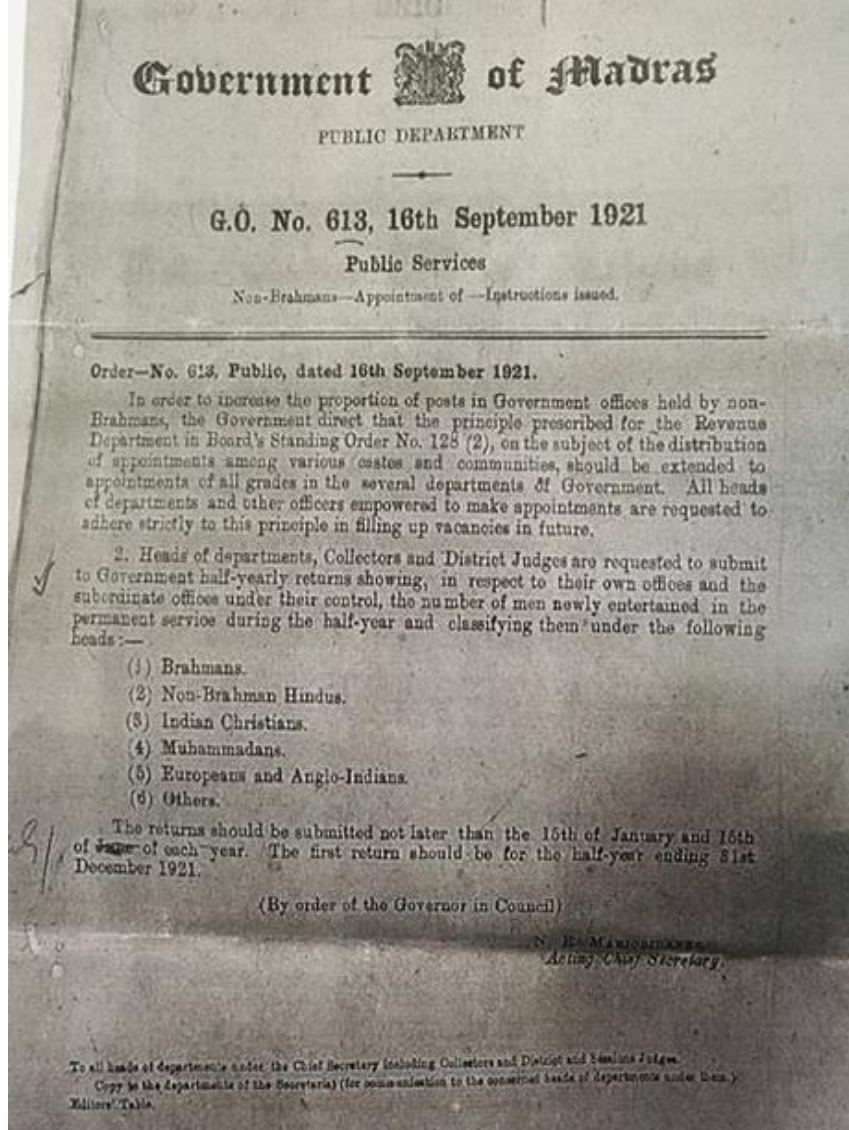 Government of Madras
PUBLIC DEPARTMENT
G.O. No. 613, 16th September 1921
Public Services
Non-Brahmans—Appointment of—Instructions issued.
Order—No. 613, Public, dated 16th September 1921.
In order to increase the proportion of posts in Government offices held by non-
Brahmans, the Government direct that the principle prescribed for the Revenue
Department in Board's Standing Order No. 128 (2), on the subject of the distribution
of appointments among various castes and communities, should be extended to
appointments of all grades in the several departments of Government. All heads
of departments and other officers empowered to make appointments are requested to
adhere strictly to this principle in filling up vacancies in future.
2. Heads of departments, Collectors and District Judges are requested to submit
to Government half-yearly returns showing, in respect to their own offices and the
subordinate offices under their control, the number of men newly entertained in the
permanent service during the half-year and classifying them under the following
heads:—
(1) Brahmans.
(2) Non-Brahman Hindus.
(3) Indian Christians.
(4) Muhammadans.
(5) Europeans and Anglo-Indians.
(6) Others.
The returns should be submitted not later than the 15th of January and 15th
of of each year. The first return should be for the half-year ending 31st
December 1921.
(By order of the Governor in Council)
N. E. MARJORIBANKS,
Acting Chief Secretary.
To all heads of departments under the Chief Secretary including Collectors and District and Sessions Judges.
Copy to the departments of the Secretariat (for communication to the concerned heads of departments under them.)
Editors' Table.